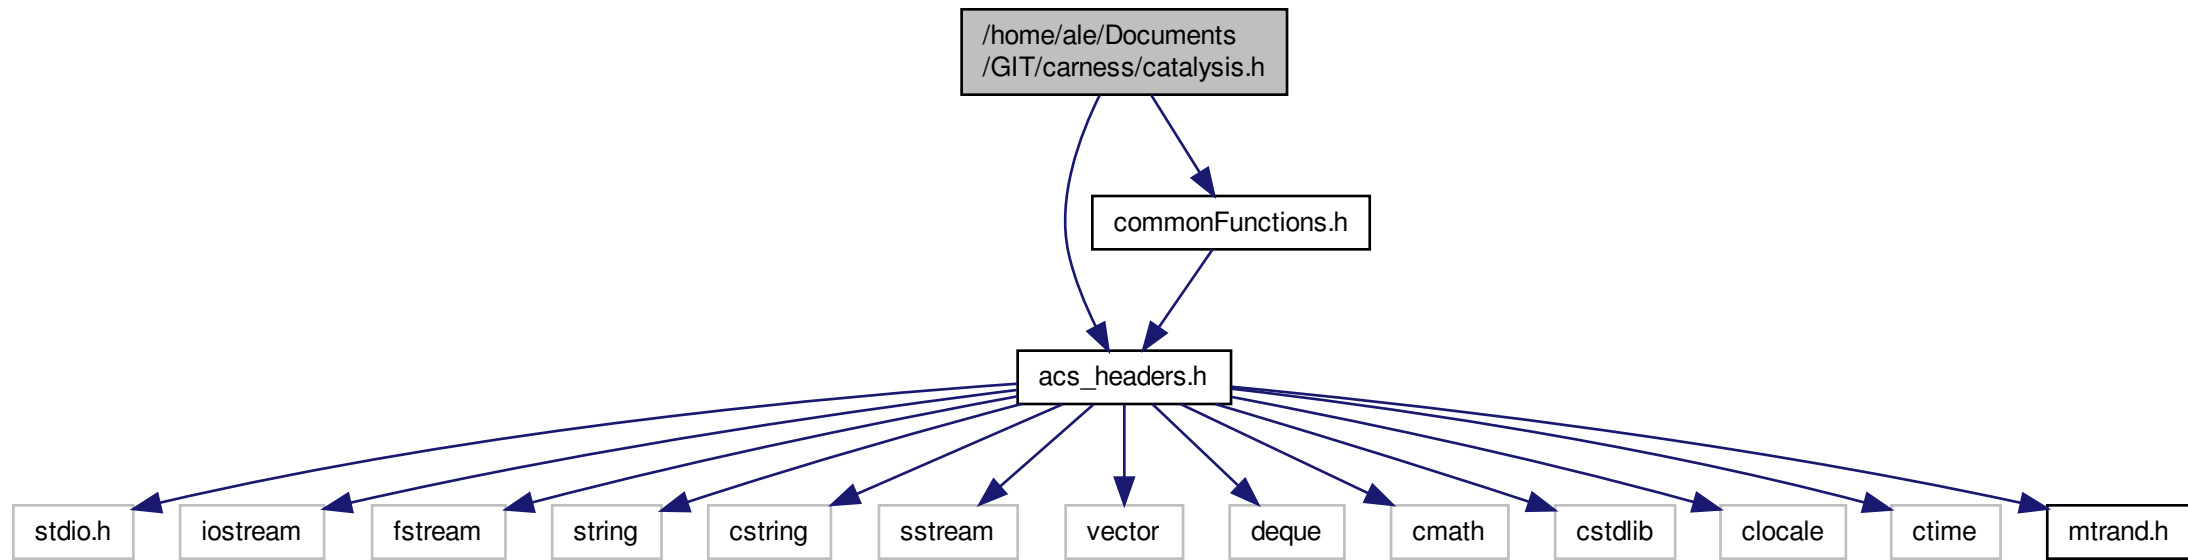 /home/ale/Documents
/GIT/carness/catalysis.h
commonFunctions.h
acs_headers.h
stdio.h
iostream
fstream
string
cstring
sstream
vector
deque
cmath
cstdlib
clocale
ctime
mtrand.h